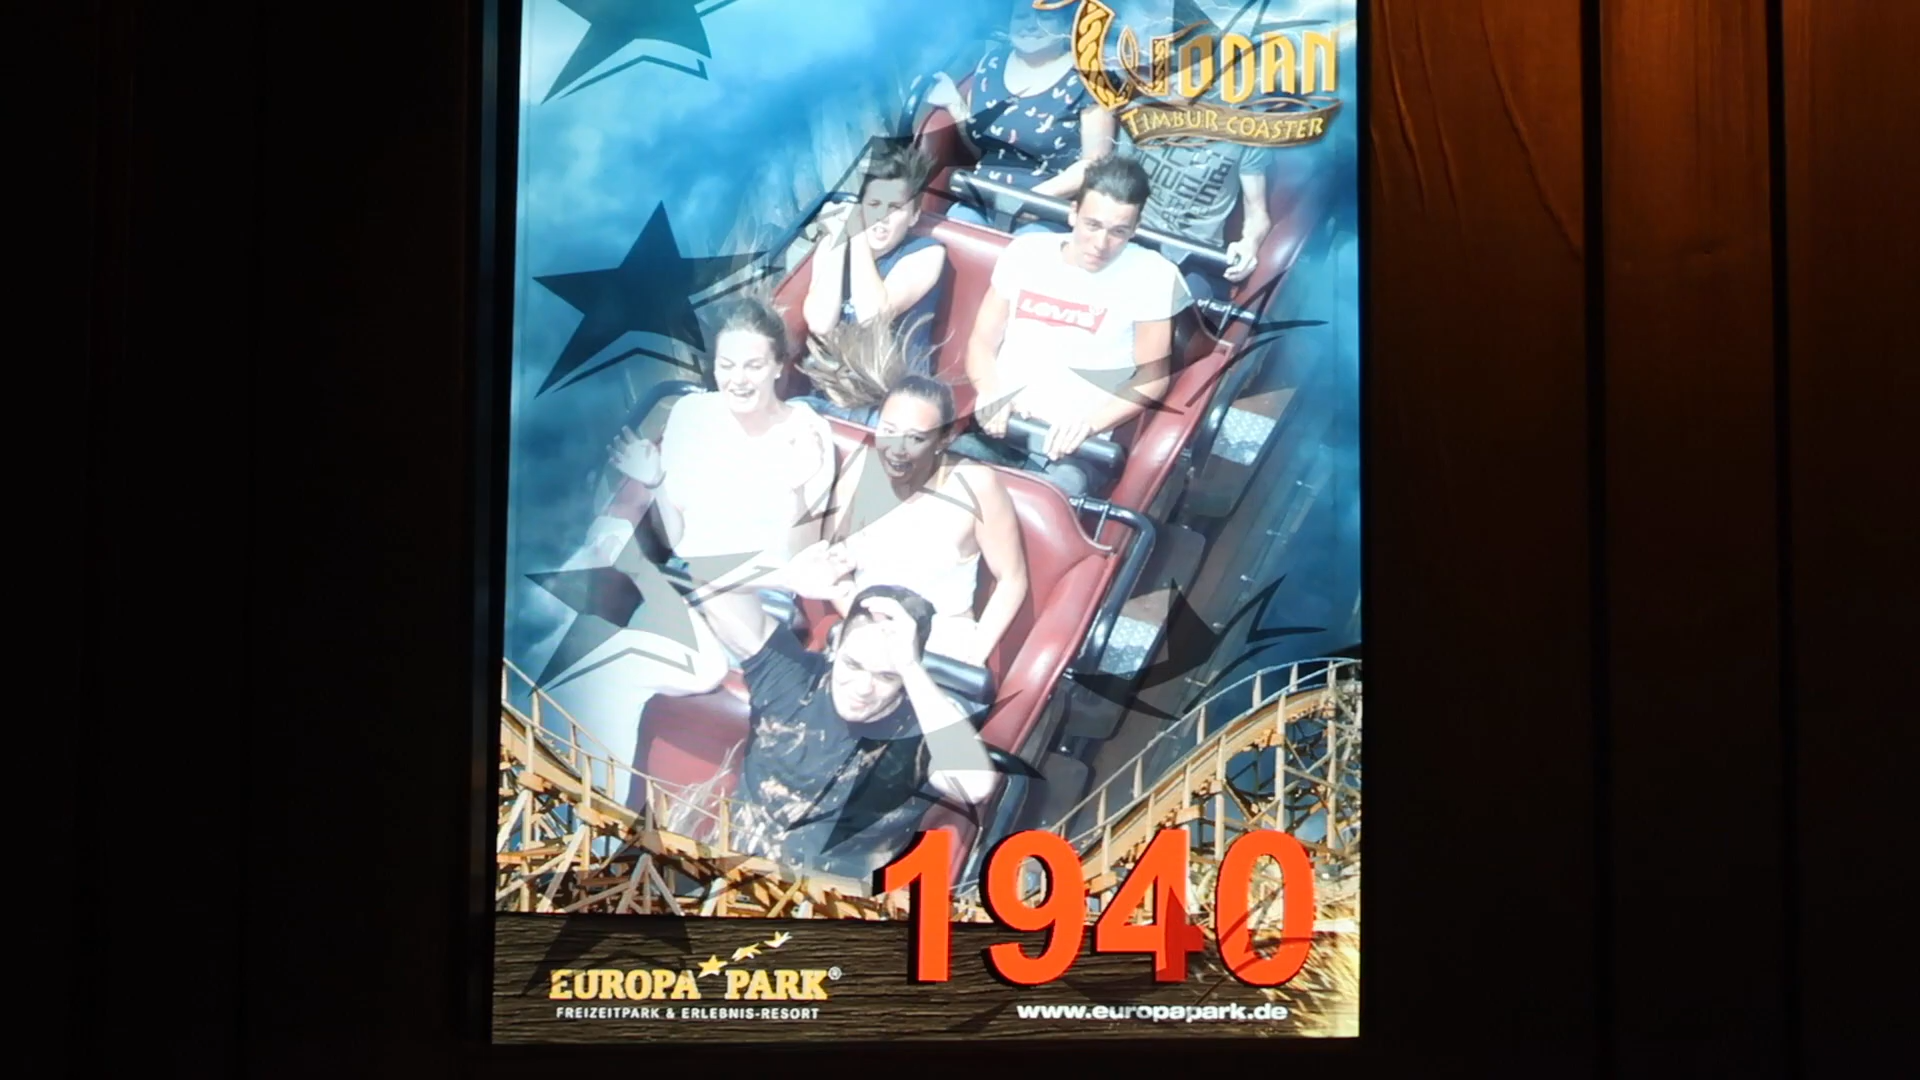 WODAN
TIMBUR COASTER
LEVI'S
1940
EUROPA PARK®
FREIZEITPARK & ERLEBNIS-RESORT
www.europapark.de